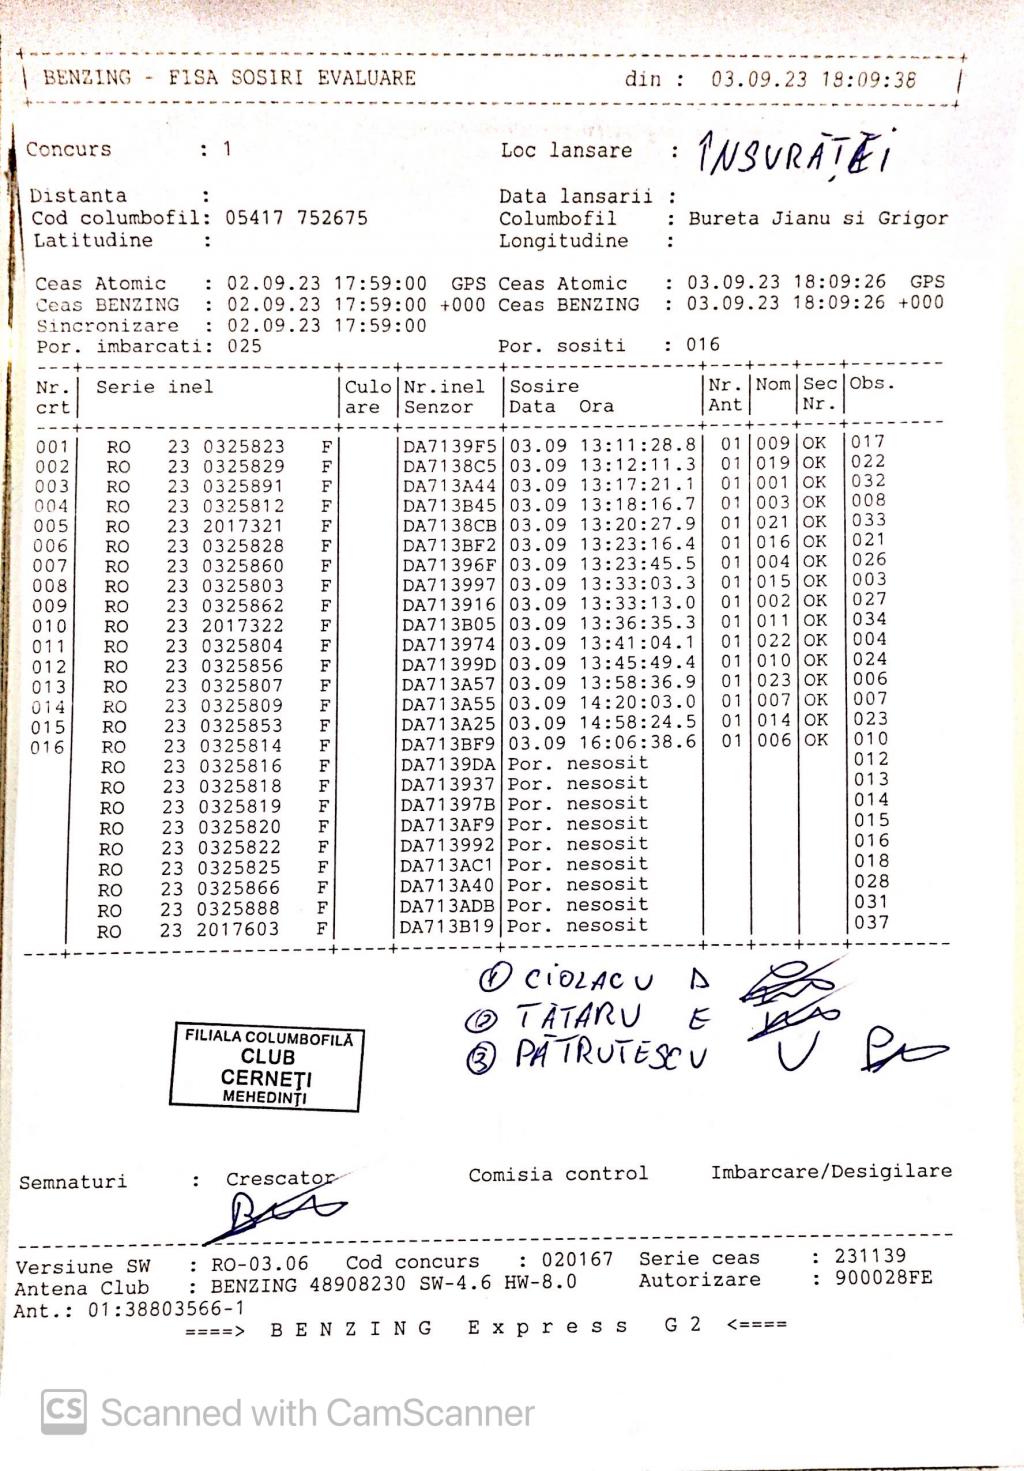 BENZING - FISA SOSIRI EVALUARE din : 03.09.23 18:09:38
Concurs : 1 Loc lansare : ÎNSURĂȚEI
Distanta : Data lansarii :
Cod columbofil: 05417 752675 Columbofil : Bureta Jianu si Grigor
Latitudine : Longitudine :
Ceas Atomic : 02.09.23 17:59:00 GPS Ceas Atomic : 03.09.23 18:09:26 GPS
Ceas BENZING : 02.09.23 17:59:00 +000 Ceas BENZING : 03.09.23 18:09:26 +000
Sincronizare : 02.09.23 17:59:00
Por. imbarcati: 025 Por. sositi : 016
Nr. Serie inel Culo Nr.inel Sosire Nr. Nom Sec Obs.
crt are Senzor Data Ora Ant Nr.
001 RO 23 0325823 F DA7139F5 03.09 13:11:28.8 01 009 OK 017
002 RO 23 0325829 F DA7138C5 03.09 13:12:11.3 01 019 OK 022
003 RO 23 0325891 F DA713A44 03.09 13:17:21.1 01 001 OK 032
004 RO 23 0325812 F DA713B45 03.09 13:18:16.7 01 003 OK 008
005 RO 23 2017321 F DA7138CB 03.09 13:20:27.9 01 021 OK 033
006 RO 23 0325828 F DA713BF2 03.09 13:23:16.4 01 016 OK 021
007 RO 23 0325860 F DA71396F 03.09 13:23:45.5 01 004 OK 026
008 RO 23 0325803 F DA713997 03.09 13:33:03.3 01 015 OK 003
009 RO 23 0325862 F DA713916 03.09 13:33:13.0 01 002 OK 027
010 RO 23 2017322 F DA713B05 03.09 13:36:35.3 01 011 OK 034
011 RO 23 0325804 F DA713974 03.09 13:41:04.1 01 022 OK 004
012 RO 23 0325856 F DA71399D 03.09 13:45:49.4 01 010 OK 024
013 RO 23 0325807 F DA713A57 03.09 13:58:36.9 01 023 OK 006
014 RO 23 0325809 F DA713A55 03.09 14:20:03.0 01 007 OK 007
015 RO 23 0325853 F DA713A25 03.09 14:58:24.5 01 014 OK 023
016 RO 23 0325814 F DA713BF9 03.09 16:06:38.6 01 006 OK 010
RO 23 0325816 F DA7139DA Por. nesosit 012
RO 23 0325818 F DA713937 Por. nesosit 013
RO 23 0325819 F DA71397B Por. nesosit 014
RO 23 0325820 F DA713AF9 Por. nesosit 015
RO 23 0325822 F DA713992 Por. nesosit 016
RO 23 0325825 F DA713AC1 Por. nesosit 018
RO 23 0325866 F DA713A40 Por. nesosit 028
RO 23 0325888 F DA713ADB Por. nesosit 031
RO 23 2017603 F DA713B19 Por. nesosit 037
① CIOLACU D
② TĂTARU E
③ PĂTRUTESCU V
FILIALA COLUMBOFILĂ
CLUB
CERNEȚI
MEHEDINȚI
Semnaturi : Crescator Comisia control Imbarcare/Desigilare
Versiune SW : RO-03.06 Cod concurs : 020167 Serie ceas : 231139
Antena Club : BENZING 48908230 SW-4.6 HW-8.0 Autorizare : 900028FE
Ant.: 01:38803566-1
====> B E N Z I N G E x p r e s s G 2 <====
CS Scanned with CamScanner